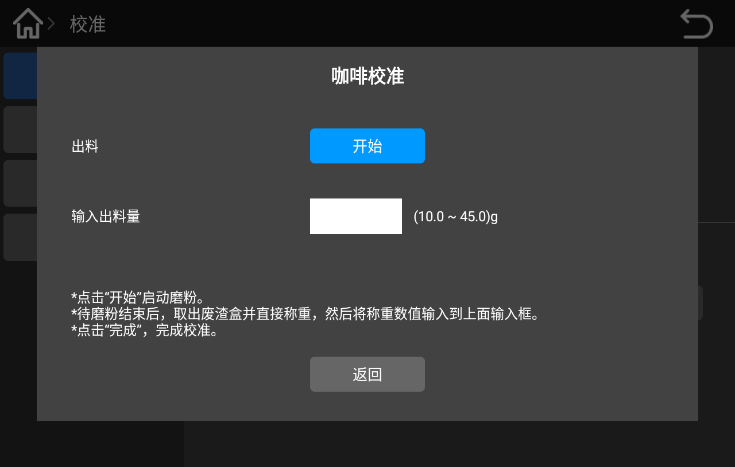 校准
咖啡校准
出料
开始
输入出料量
(10.0 ~ 45.0)g
*点击“开始”启动磨粉。
*待磨粉结束后，取出废渣盒并直接称重，然后将称重数值输入到上面输入框。
*点击“完成”，完成校准。
返回